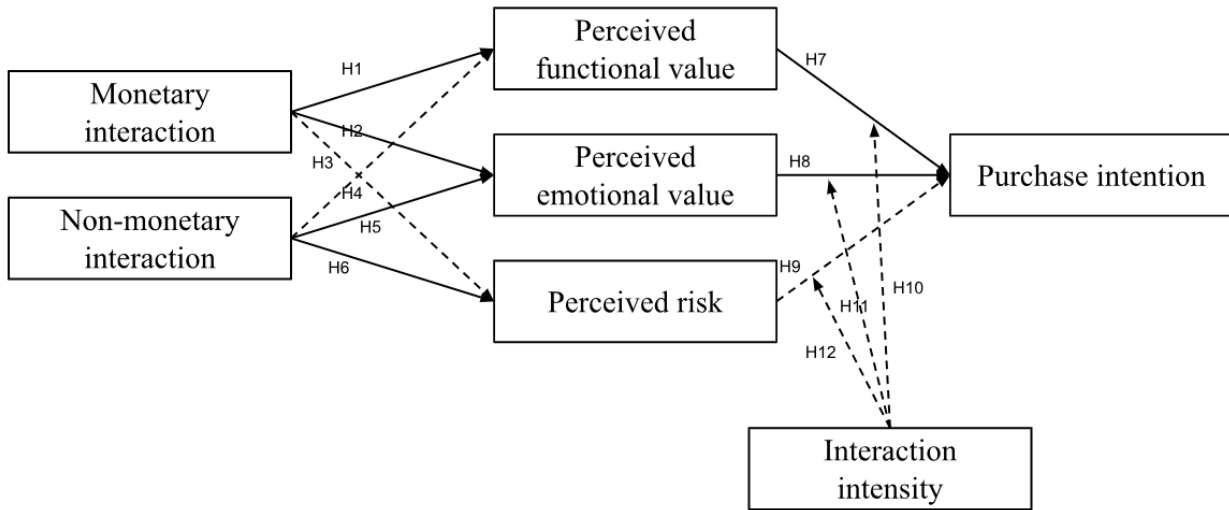 Perceived
functional value
H7
H1
Monetary
interaction
H2
H3
Perceived
emotional value
H8
Purchase intention
H4
Non-monetary
interaction
H5
H6
Perceived risk
H9
H10
H11
H12
Interaction
intensity